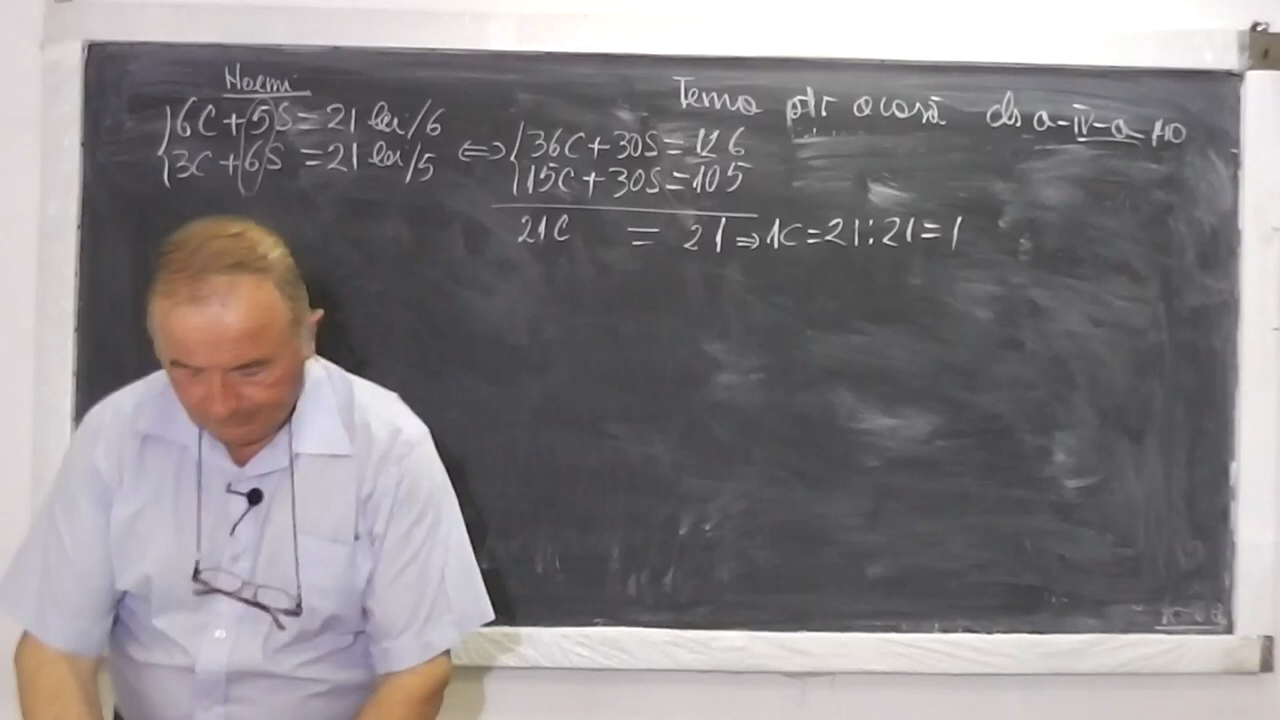 Noemi
Tema ptr acasă cls a-IV-a
6C+5S=21 lei/6
3C+6S=21 lei/5
⇔ 36C+30S=126
15C+30S=105
21C = 21⇒1C=21:21=1